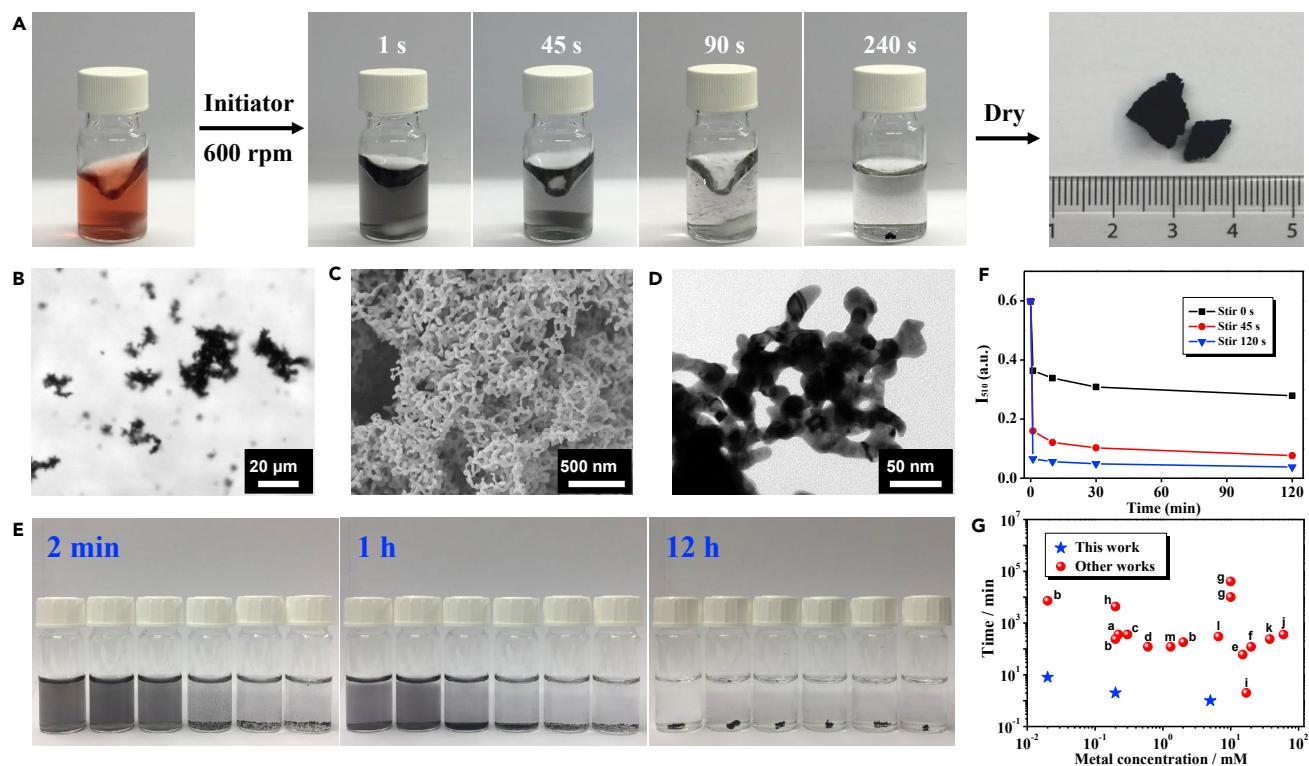 A
Initiator
600 rpm
1 s
45 s
90 s
240 s
Dry
1 2 3 4 5
B
20 µm
C
500 nm
D
50 nm
F
I510 (a.u.)
0.6
0.4
0.2
0.0
Stir 0 s
Stir 45 s
Stir 120 s
0 30 60 90 120
Time (min)
E
2 min
1 h
12 h
G
Time / min
10^7
10^5
10^3
10^1
10^-1
This work
Other works
b
h
a
c
b
d
m
b
g
g
l
e
f
i
k
j
10^-2 10^-1 10^0 10^1 10^2
Metal concentration / mM